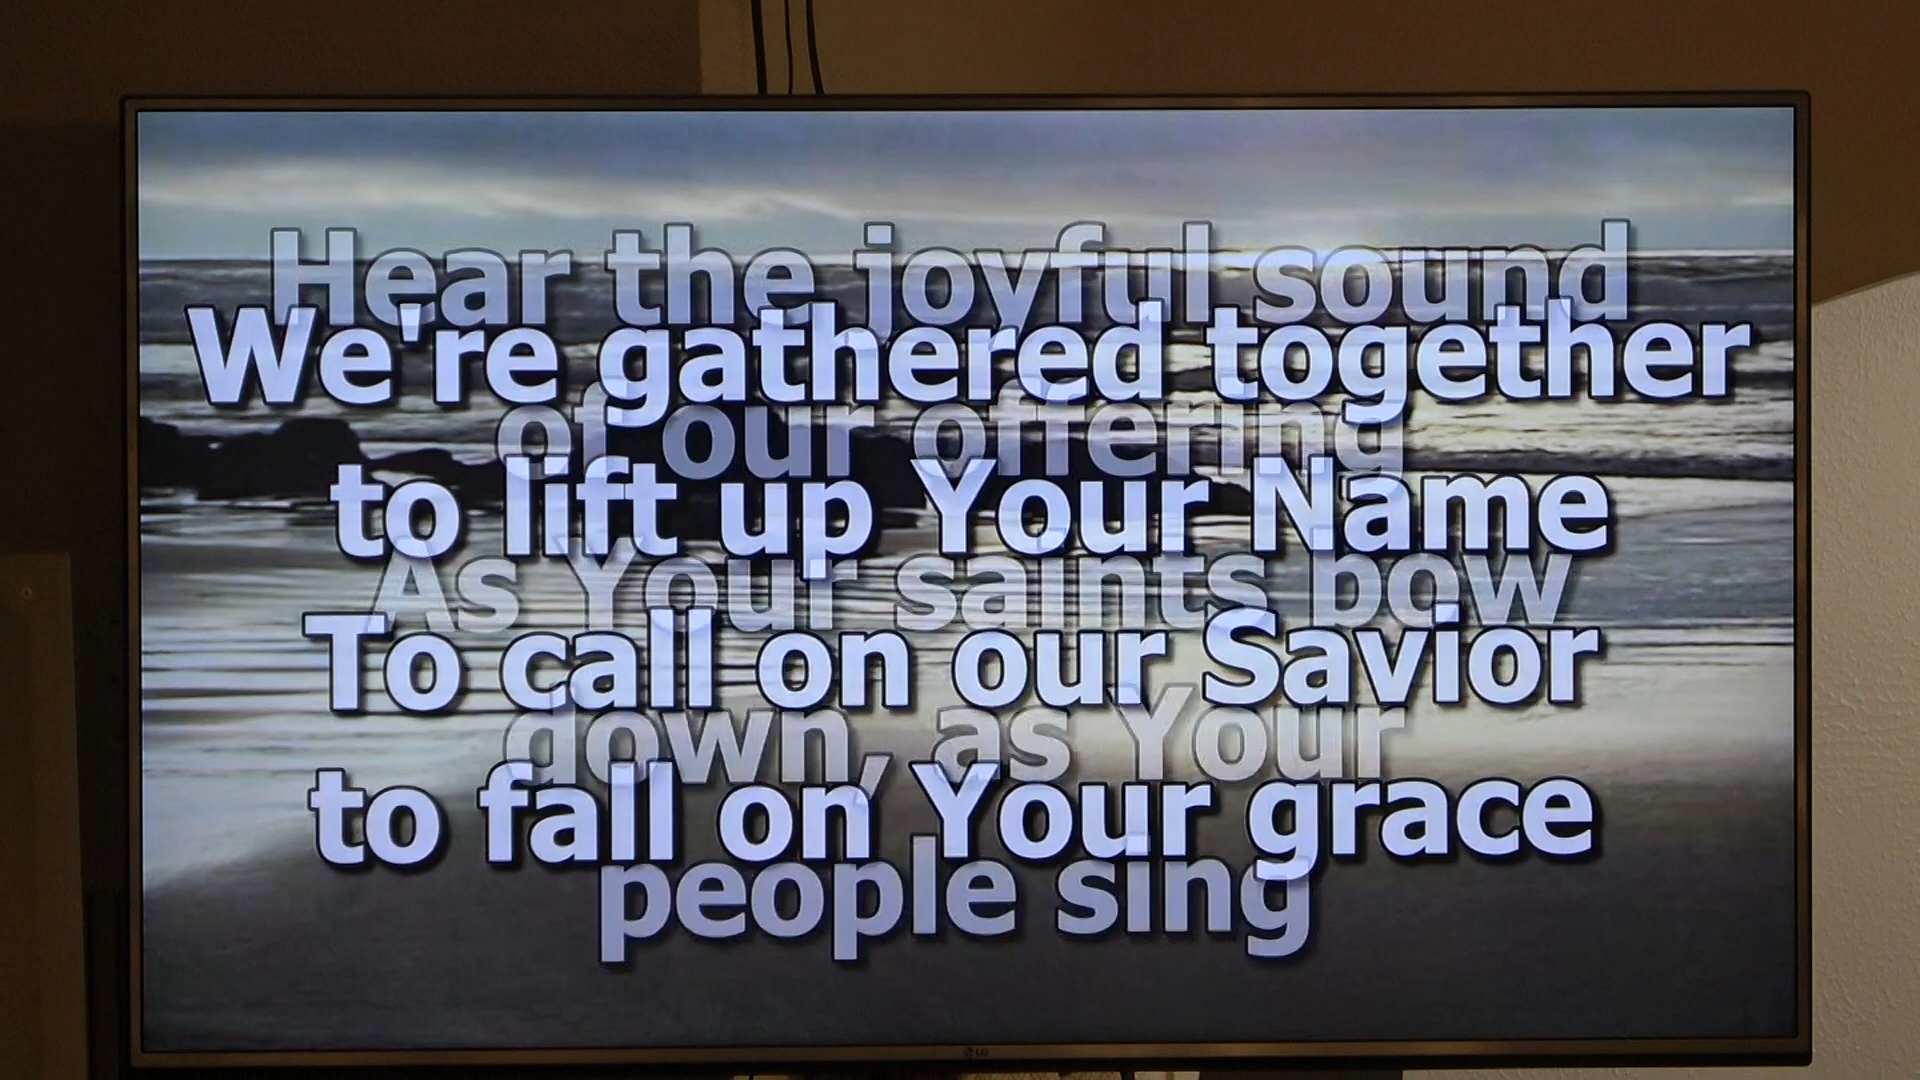 Hear the joyful sound
We're gathered together
of our offering
to lift up Your Name
As Your saints bow
To call on our Savior
down, as Your
to fall on Your grace
people sing
LG